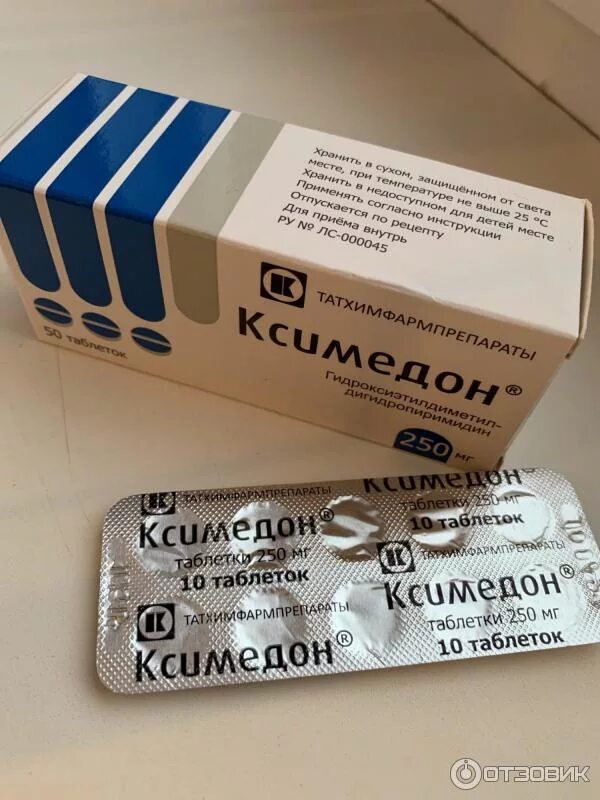 Хранить в сухом, защищённом от света
месте, при температуре не выше 25 °С
Хранить в недоступном для детей месте
Применять согласно инструкции
Отпускается по рецепту
Для приёма внутрь
РУ № ЛС-000045
50 таблеток
ТАТХИМФАРМПРЕПАРАТЫ
Ксимедон®
Гидроксиэтилдиметил-
дигидропиримидин
250 мг
ТАТХИМФАРМПРЕПАРАТЫ
Ксимедон®
таблетки 250 мг
10 таблеток
Ксимедон
таблетки 250 мг
10 таблеток
ТАТХИМФАРМПРЕПАРАТЫ
Ксимедон®
таблетки 250 мг
10 таблеток
ТАТХИМФАРМПРЕПАРАТЫ
Ксимедон®
ОТЗОВИК